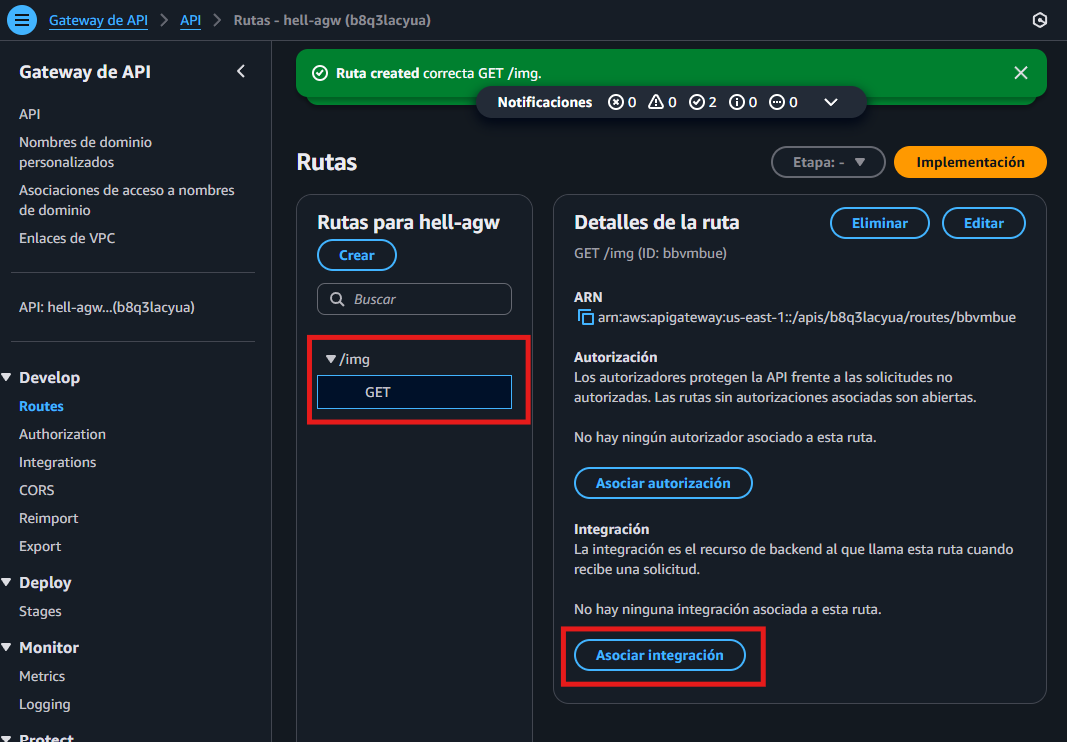 Gateway de API
API
Rutas - hell-agw (b8q3lacyua)
Gateway de API
API
Nombres de dominio
personalizados
Asociaciones de acceso a nombres
de dominio
Enlaces de VPC
API: hell-agw...(b8q3lacyua)
Develop
Routes
Authorization
Integrations
CORS
Reimport
Export
Deploy
Stages
Monitor
Metrics
Logging
Protect
Ruta created correcta GET /img.
Notificaciones 0 0 2 0 0
Rutas
Etapa: -
Implementación
Rutas para hell-agw
Crear
Buscar
/img
GET
Detalles de la ruta
Eliminar
Editar
GET /img (ID: bbvmbue)
ARN
arn:aws:apigateway:us-east-1::/apis/b8q3lacyua/routes/bbvmbue
Autorización
Los autorizadores protegen la API frente a las solicitudes no
autorizadas. Las rutas sin autorizaciones asociadas son abiertas.
No hay ningún autorizador asociado a esta ruta.
Asociar autorización
Integración
La integración es el recurso de backend al que llama esta ruta cuando
recibe una solicitud.
No hay ninguna integración asociada a esta ruta.
Asociar integración